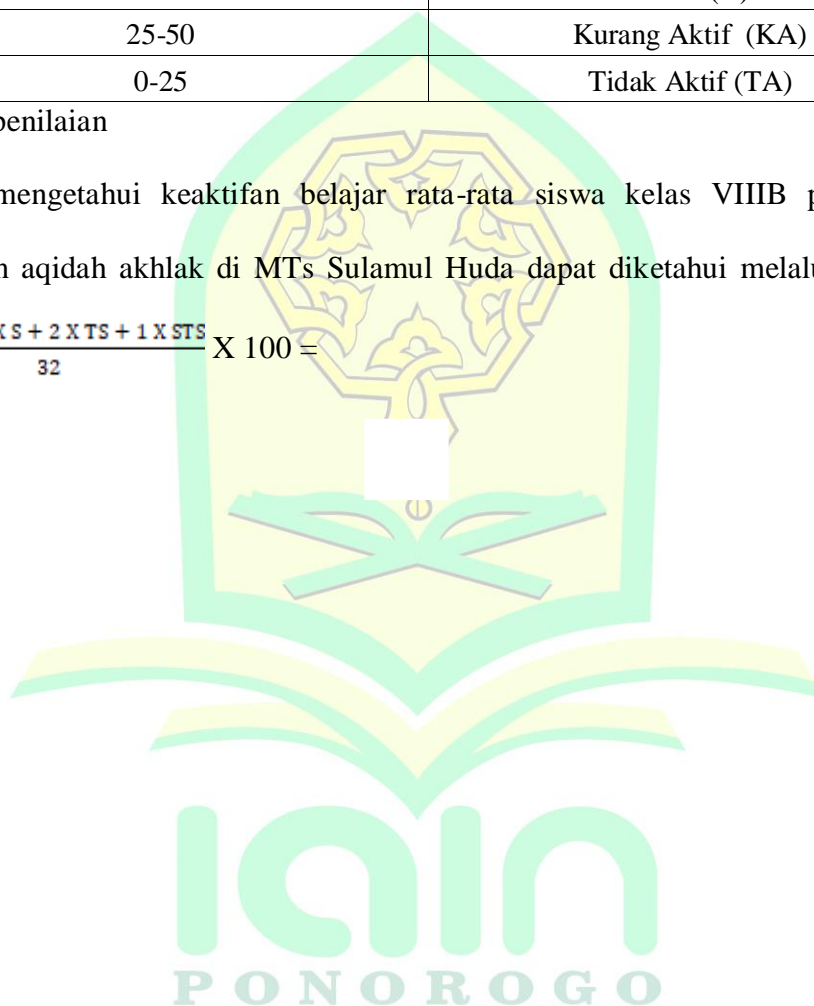 25-50 Kurang Aktif (KA)
0-25 Tidak Aktif (TA)
penilaian
mengetahui keaktifan belajar rata-rata siswa kelas VIIIB p
aqidah akhlak di MTs Sulamul Huda dapat diketahui melalu
X S + 2 X TS + 1 X STS
32
X 100 =
iain
PONOROGO